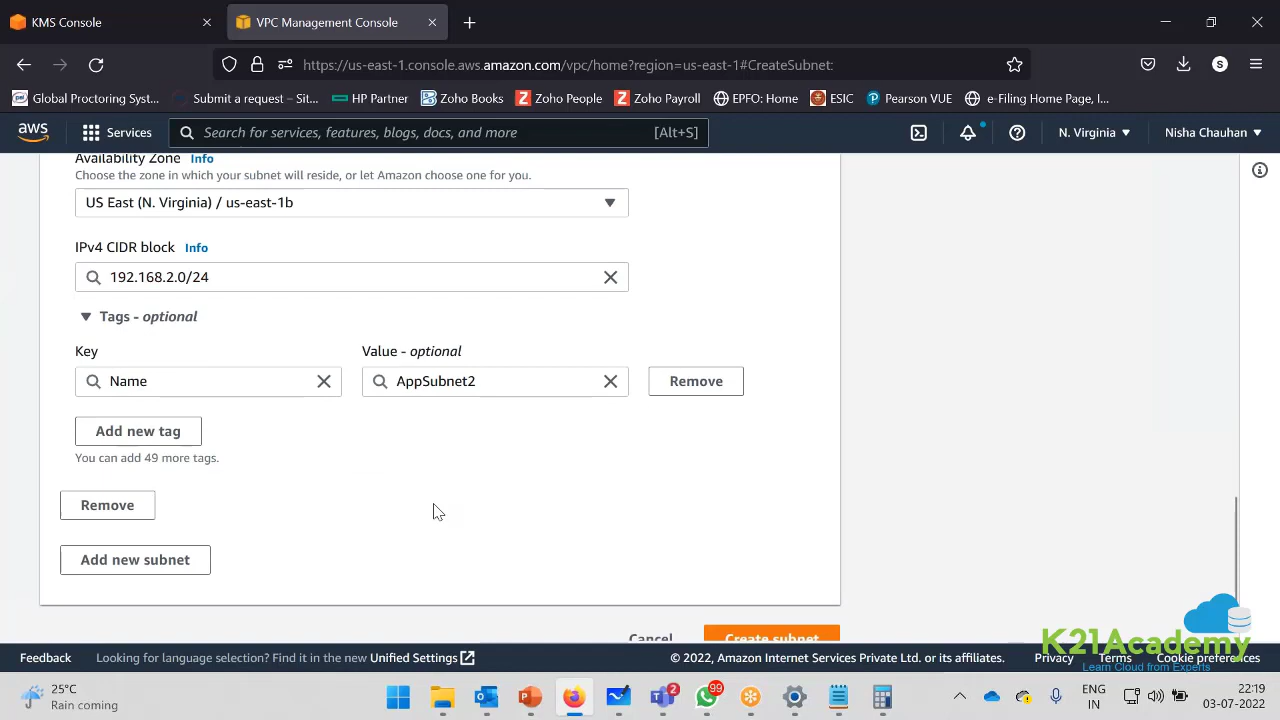 KMS Console
VPC Management Console
https://us-east-1.console.aws.amazon.com/vpc/home?region=us-east-1#CreateSubnet:
S
Global Proctoring Syst...
Submit a request – Sit...
HP Partner
Zoho Books
Zoho People
Zoho Payroll
EPFO: Home
ESIC
Pearson VUE
e-Filing Home Page, I...
aws
Services
Search for services, features, blogs, docs, and more
[Alt+S]
N. Virginia
Nisha Chauhan
Availability Zone Info
Choose the zone in which your subnet will reside, or let Amazon choose one for you.
US East (N. Virginia) / us-east-1b
IPv4 CIDR block Info
192.168.2.0/24
Tags - optional
Key
Value - optional
Name
AppSubnet2
Remove
Add new tag
You can add 49 more tags.
Remove
Add new subnet
Cancel
Create subnet
K21Academy
Learn Cloud from Experts
Feedback
Looking for language selection? Find it in the new Unified Settings
© 2022, Amazon Internet Services Private Ltd. or its affiliates.
Privacy
Terms
Cookie preferences
25°C
Rain coming
2
99
ENG
IN
22:19
03-07-2022